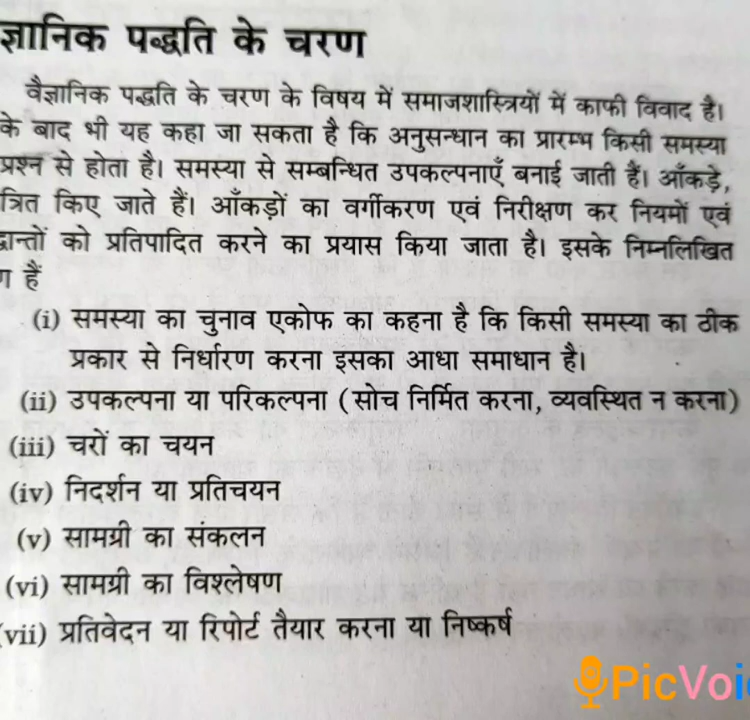 ज्ञानिक पद्धति के चरण
वैज्ञानिक पद्धति के चरण के विषय में समाजशास्त्रियों में काफी विवाद है।
के बाद भी यह कहा जा सकता है कि अनुसन्धान का प्रारम्भ किसी समस्या
प्रश्न से होता है। समस्या से सम्बन्धित उपकल्पनाएँ बनाई जाती हैं। आँकड़े,
त्रित किए जाते हैं। आँकड़ों का वर्गीकरण एवं निरीक्षण कर नियमों एवं
द्धान्तों को प्रतिपादित करने का प्रयास किया जाता है। इसके निम्नलिखित
ण हैं
(i) समस्या का चुनाव एकोफ का कहना है कि किसी समस्या का ठीक
प्रकार से निर्धारण करना इसका आधा समाधान है।
(ii) उपकल्पना या परिकल्पना (सोच निर्मित करना, व्यवस्थित न करना)
(iii) चरों का चयन
(iv) निदर्शन या प्रतिचयन
(v) सामग्री का संकलन
(vi) सामग्री का विश्लेषण
(vii) प्रतिवेदन या रिपोर्ट तैयार करना या निष्कर्ष
PicVoi